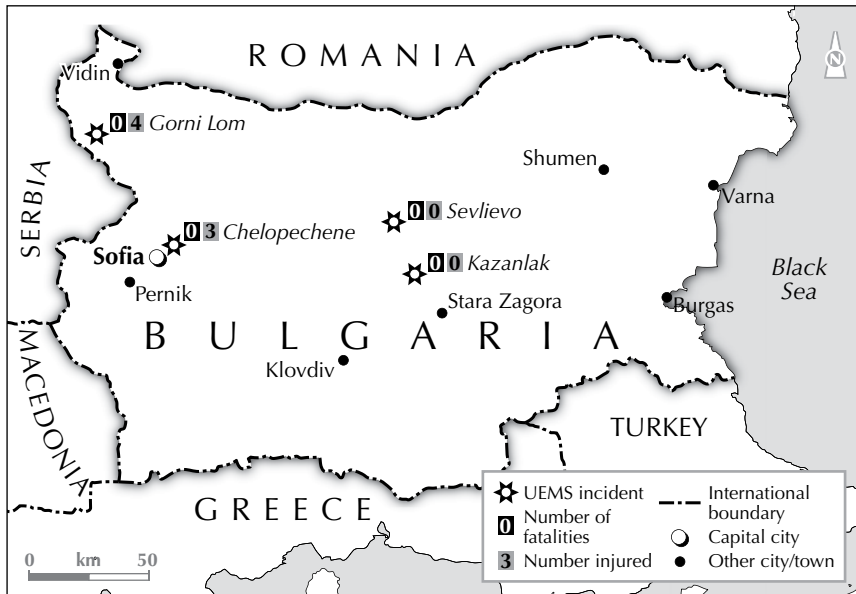 ROMANIA
N
Vidin
0 4 Gorni Lom
SERBIA
Shumen
Varna
0 0 Sevlievo
0 3 Chelopechene
Sofia
0 0 Kazanlak
Black
Sea
Pernik
Stara Zagora
Burgas
BULGARIA
MACEDONIA
Klovdiv
TURKEY
GREECE
UEMS incident
0 Number of
fatalities
3 Number injured
International
boundary
Capital city
Other city/town
0 km 50